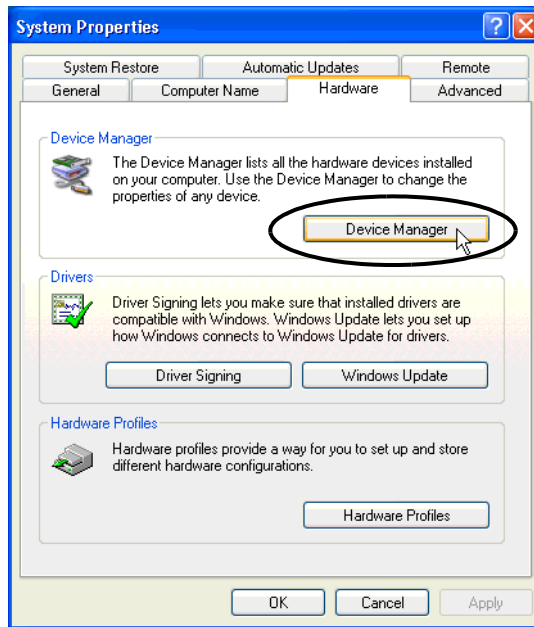 System Properties
System Restore Automatic Updates Remote
General Computer Name Hardware Advanced
Device Manager
The Device Manager lists all the hardware devices installed
on your computer. Use the Device Manager to change the
properties of any device.
Device Manager
Drivers
Driver Signing lets you make sure that installed drivers are
compatible with Windows. Windows Update lets you set up
how Windows connects to Windows Update for drivers.
Driver Signing Windows Update
Hardware Profiles
Hardware profiles provide a way for you to set up and store
different hardware configurations.
Hardware Profiles
OK Cancel Apply